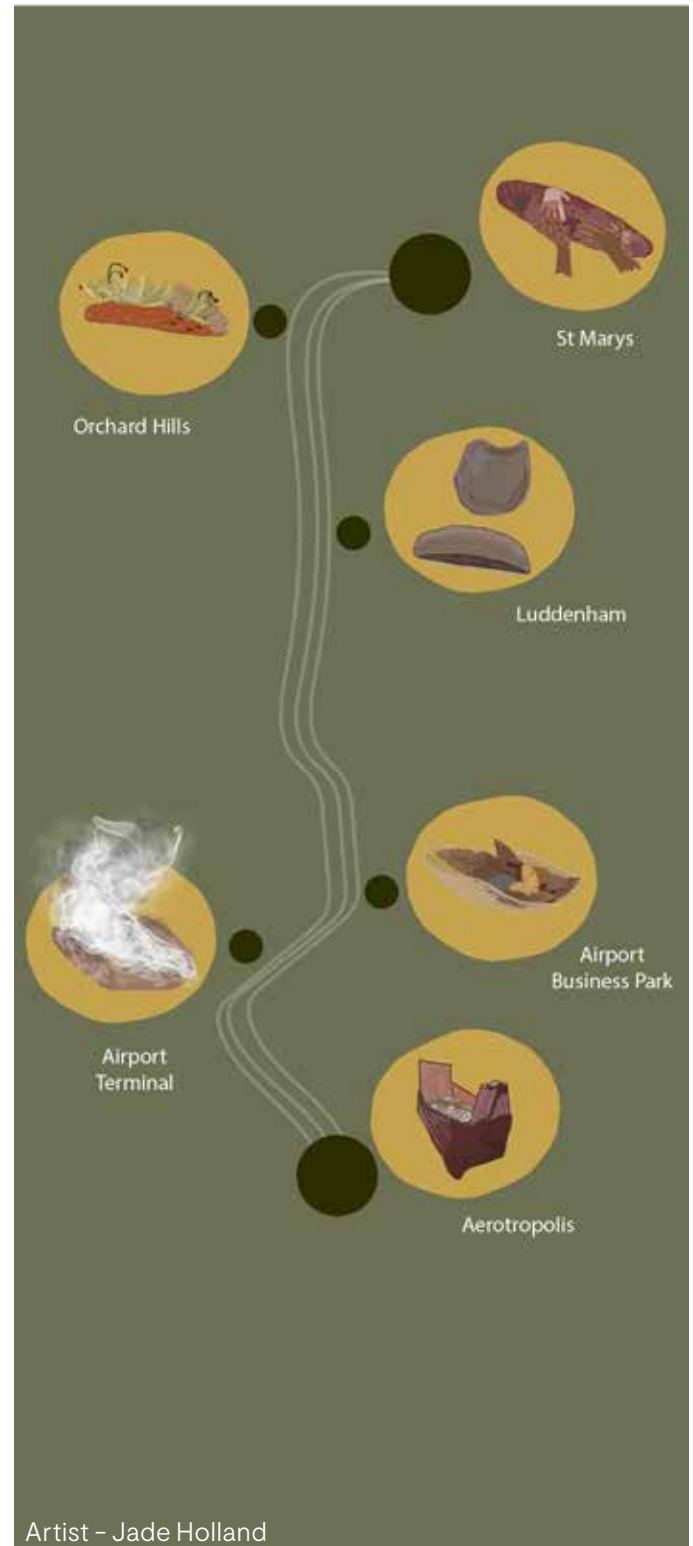 St Marys
Orchard Hills
Luddenham
Airport
Business Park
Airport
Terminal
Aerotropolis
Artist – Jade Holland